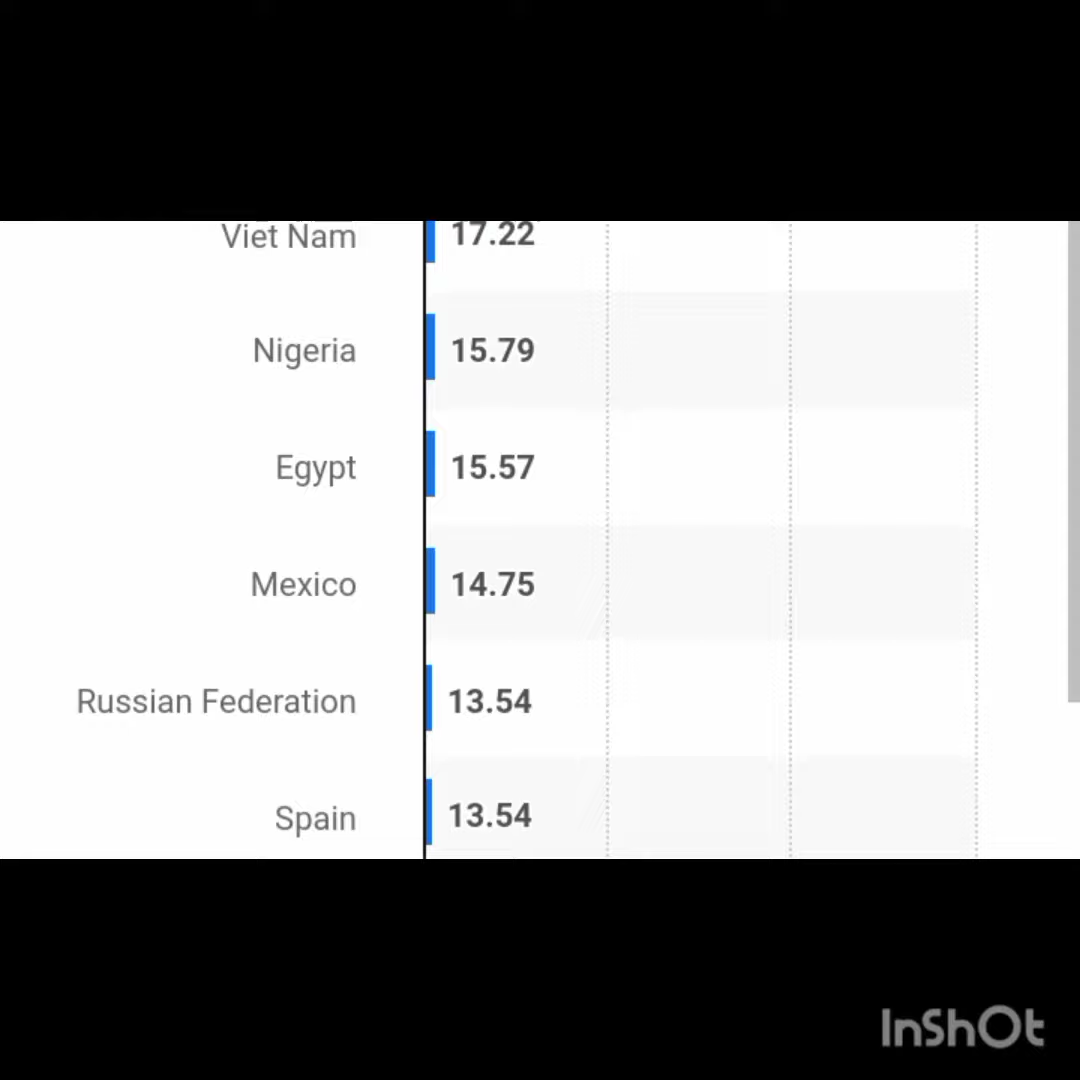 Viet Nam 17.22
Nigeria 15.79
Egypt 15.57
Mexico 14.75
Russian Federation 13.54
Spain 13.54
InShOt